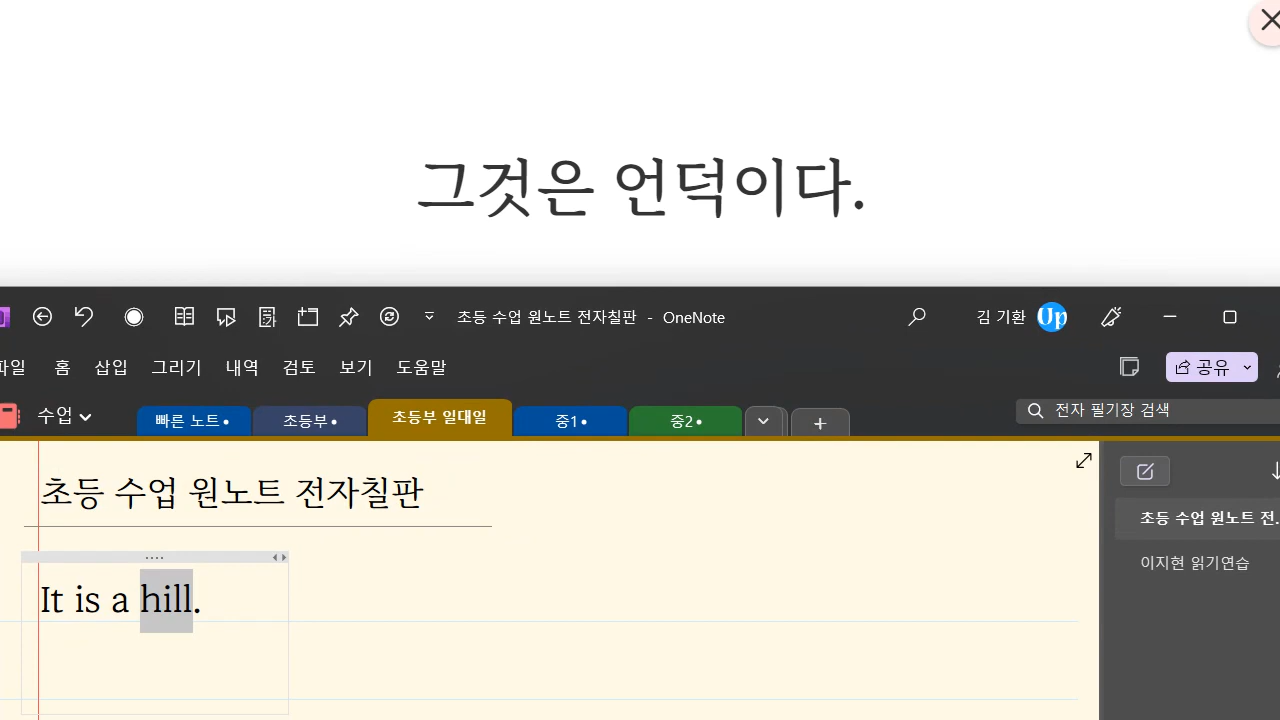 그것은 언덕이다.
초등 수업 원노트 전자칠판 - OneNote
김 기환 Up
홈 삽입 그리기 내역 검토 보기 도움말
공유
수업
빠른 노트 초등부 초등부 일대일 중1 중2
전자 필기장 검색
초등 수업 원노트 전자칠판
초등 수업 원노트 전.
이지현 읽기연습
It is a hill.